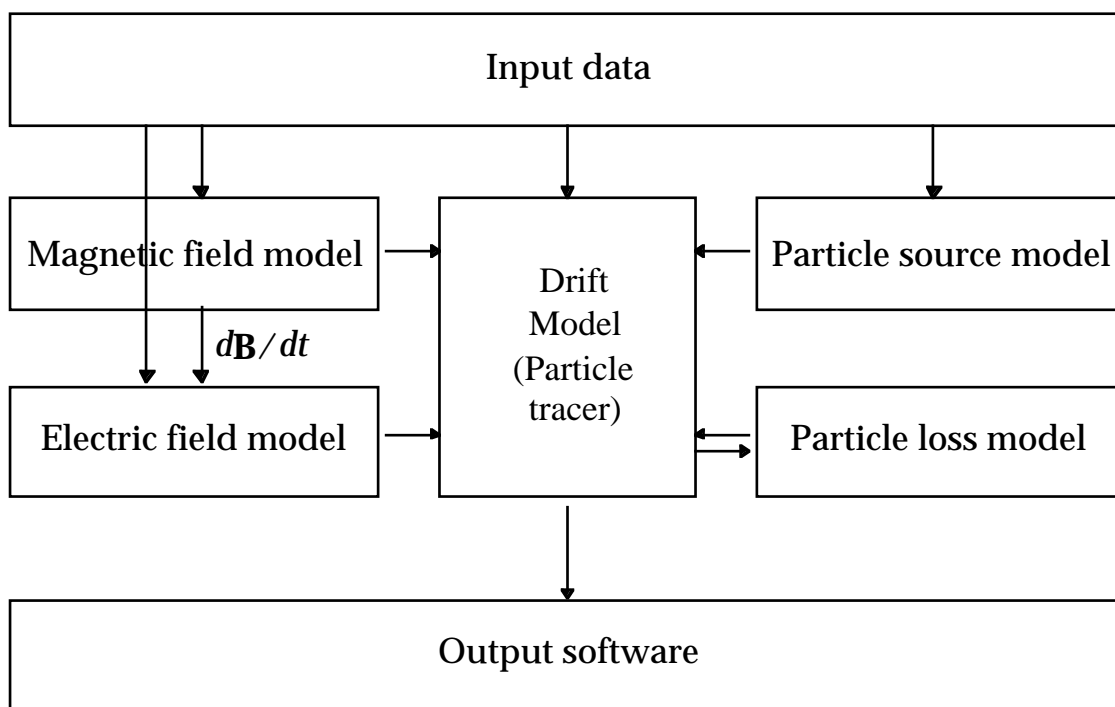 Input data
Magnetic field model
Drift
Model
(Particle
tracer)
Particle source model
dB/dt
Electric field model
Particle loss model
Output software